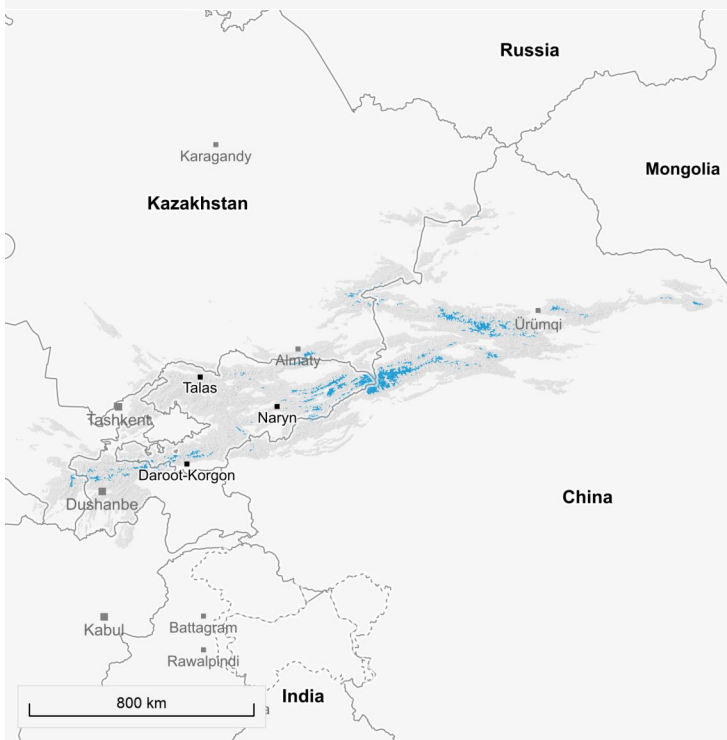 Russia
Karagandy
Mongolia
Kazakhstan
Ürümqi
Almaty
Talas
Naryn
Tashkent
Daroot-Korgon
China
Dushanbe
Kabul
Battagram
Rawalpindi
India
800 km
a